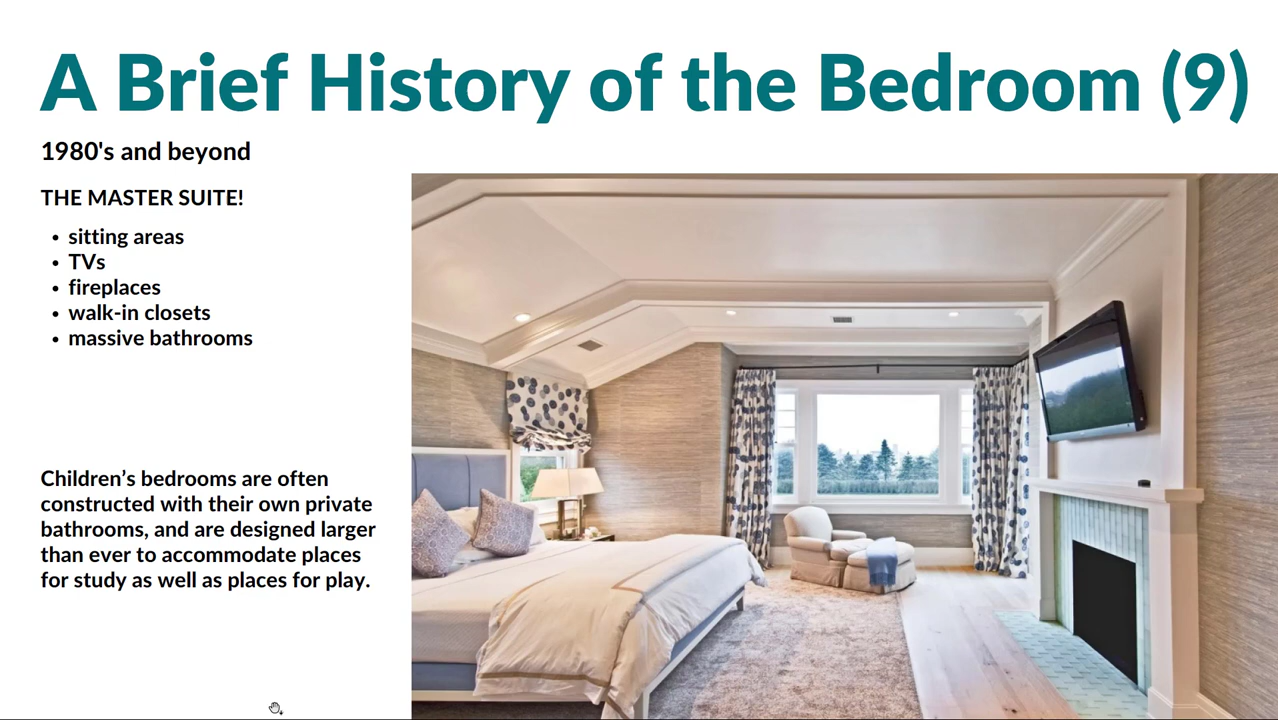 A Brief History of the Bedroom (9)
1980's and beyond
THE MASTER SUITE!
• sitting areas
• TVs
• fireplaces
• walk-in closets
• massive bathrooms
Children’s bedrooms are often
constructed with their own private
bathrooms, and are designed larger
than ever to accommodate places
for study as well as places for play.